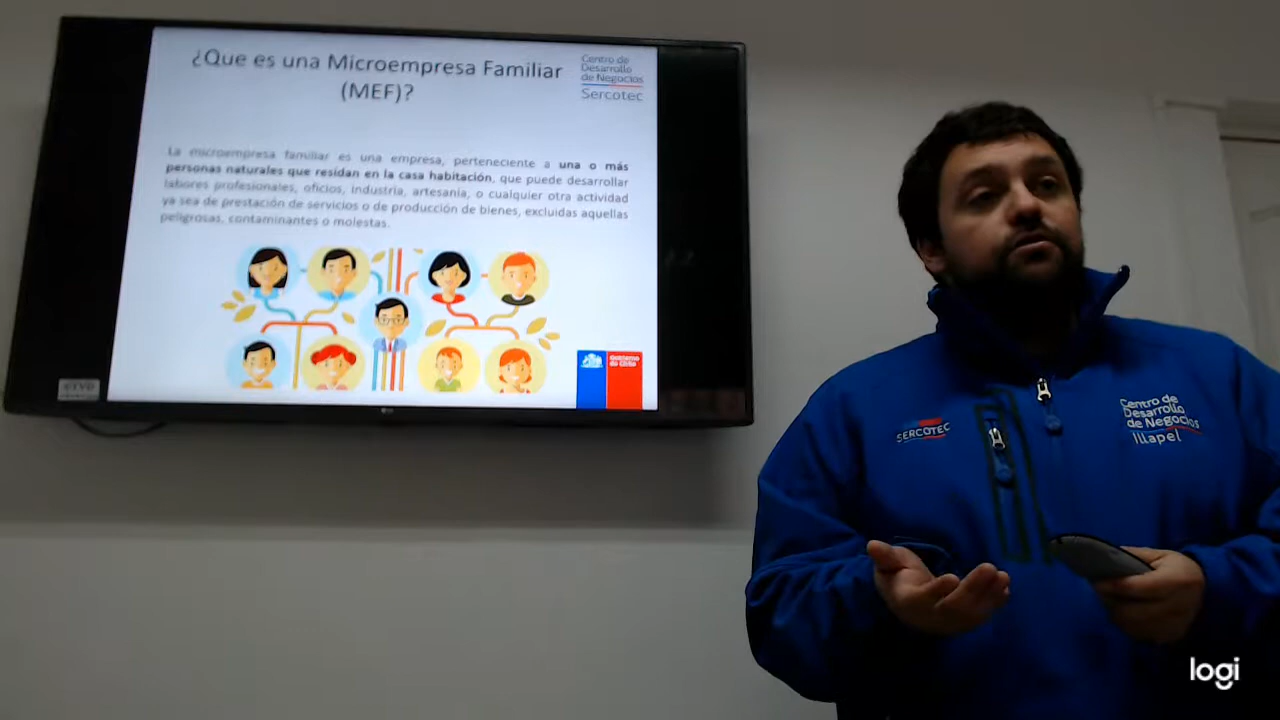 ¿Que es una Microempresa Familiar
(MEF)?
Centro de
Desarrollo
de Negocios
Sercotec
La microempresa familiar es una empresa, perteneciente a una o más
personas naturales que residan en la casa habitación, que puede desarrollar
labores profesionales, oficios, industria, artesanía, o cualquier otra actividad
ya sea de prestación de servicios o de producción de bienes, excluidas aquellas
peligrosas, contaminantes o molestas.
Gobierno
de Chile
LG
SERCOTEC
Centro de
Desarrollo
de Negocios
Illapel
logi